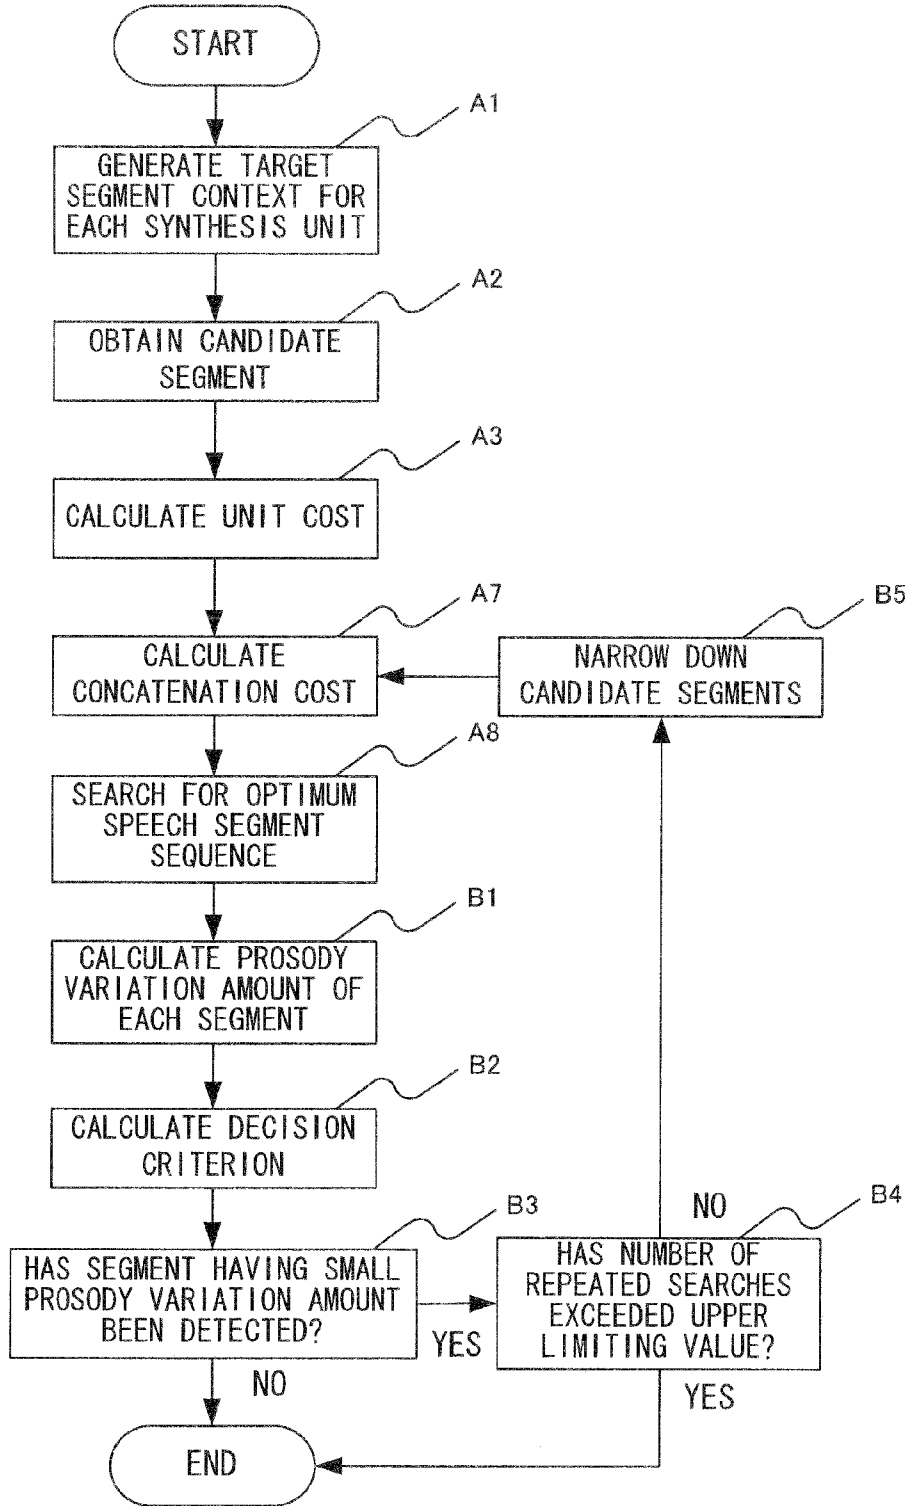 START
A1
GENERATE TARGET
SEGMENT CONTEXT FOR
EACH SYNTHESIS UNIT
A2
OBTAIN CANDIDATE
SEGMENT
A3
CALCULATE UNIT COST
A7
CALCULATE
CONCATENATION COST
B5
NARROW DOWN
CANDIDATE SEGMENTS
A8
SEARCH FOR OPTIMUM
SPEECH SEGMENT
SEQUENCE
B1
CALCULATE PROSODY
VARIATION AMOUNT OF
EACH SEGMENT
B2
CALCULATE DECISION
CRITERION
B3
HAS SEGMENT HAVING SMALL
PROSODY VARIATION AMOUNT
BEEN DETECTED?
YES
NO
B4
HAS NUMBER OF
REPEATED SEARCHES
EXCEEDED UPPER
LIMITING VALUE?
NO
YES
END